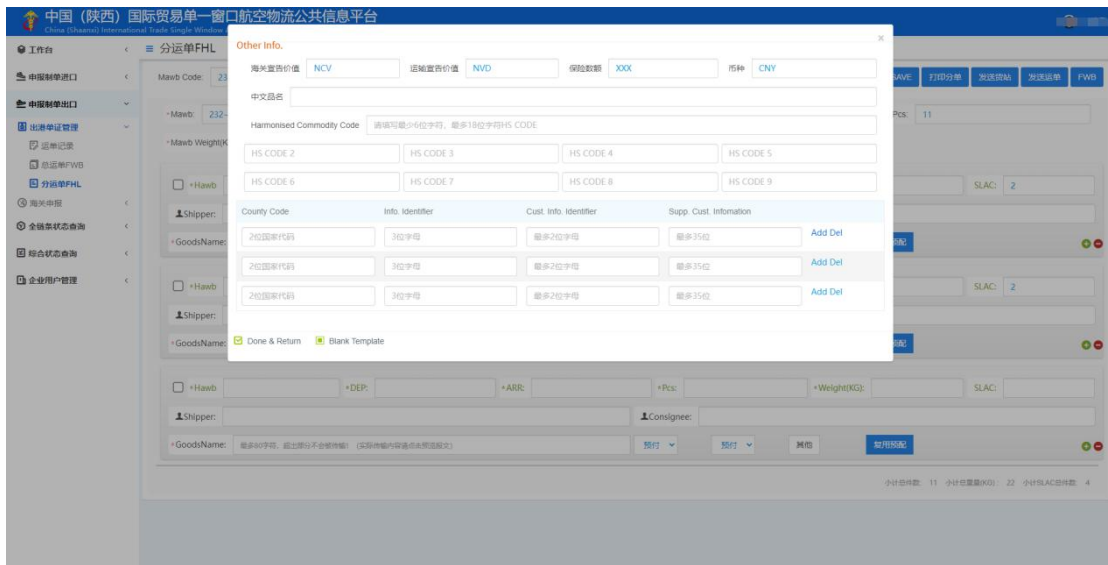 中国（陕西）国际贸易单一窗口航空物流公共信息平台
China (Shaanxi) International Trade Single Window
工作台
申报制单进口
申报制单出口
出港单证管理
运单记录
总运单FWB
分运单FHL
海关申报
全链条状态查询
综合状态查询
企业用户管理
分运单FHL
Mawb Code: 23
SAVE 打印分单 发送货站 发送运单 FWB
*Mawb: 232-
Pcs: 11
*Mawb Weight(K
Other Info. ×
海关宣告价值 NCV 运输宣告价值 NVD 保险数额 XXX 币种 CNY
中文品名
Harmonised Commodity Code 请填写最少6位字符，最多18位字符HS CODE
HS CODE 2 HS CODE 3 HS CODE 4 HS CODE 5
HS CODE 6 HS CODE 7 HS CODE 8 HS CODE 9
County Code Info. Identifier Cust. Info. Identifier Supp. Cust. Infomation
2位国家代码 3位字母 最多2位字母 最多35位 Add Del
2位国家代码 3位字母 最多2位字母 最多35位 Add Del
2位国家代码 3位字母 最多2位字母 最多35位 Add Del
Done & Return Blank Template
*Hawb SLAC: 2
Shipper:
*GoodsName:
*Hawb SLAC: 2
Shipper:
*GoodsName:
*Hawb *DEP: *ARR: *Pcs: *Weight(KG): SLAC:
Shipper: Consignee:
*GoodsName: 最多80字符，超出部分不会被传输！ 预付 预付 其他 复用预配
小计总件数: 11 小计总重量(KG): 22 小计SLAC总件数: 4